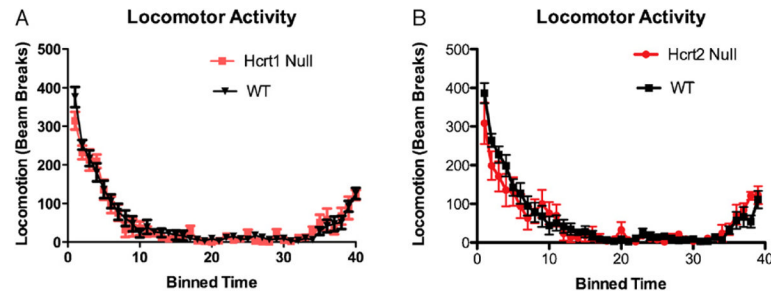 A
Locomotor Activity
Locomotion (Beam Breaks)
500
400
300
200
100
0
Hcrt1 Null
WT
0
10
20
30
40
Binned Time
B
Locomotor Activity
Locomotion (Beam Breaks)
500
400
300
200
100
0
Hcrt2 Null
WT
0
10
20
30
40
Binned Time